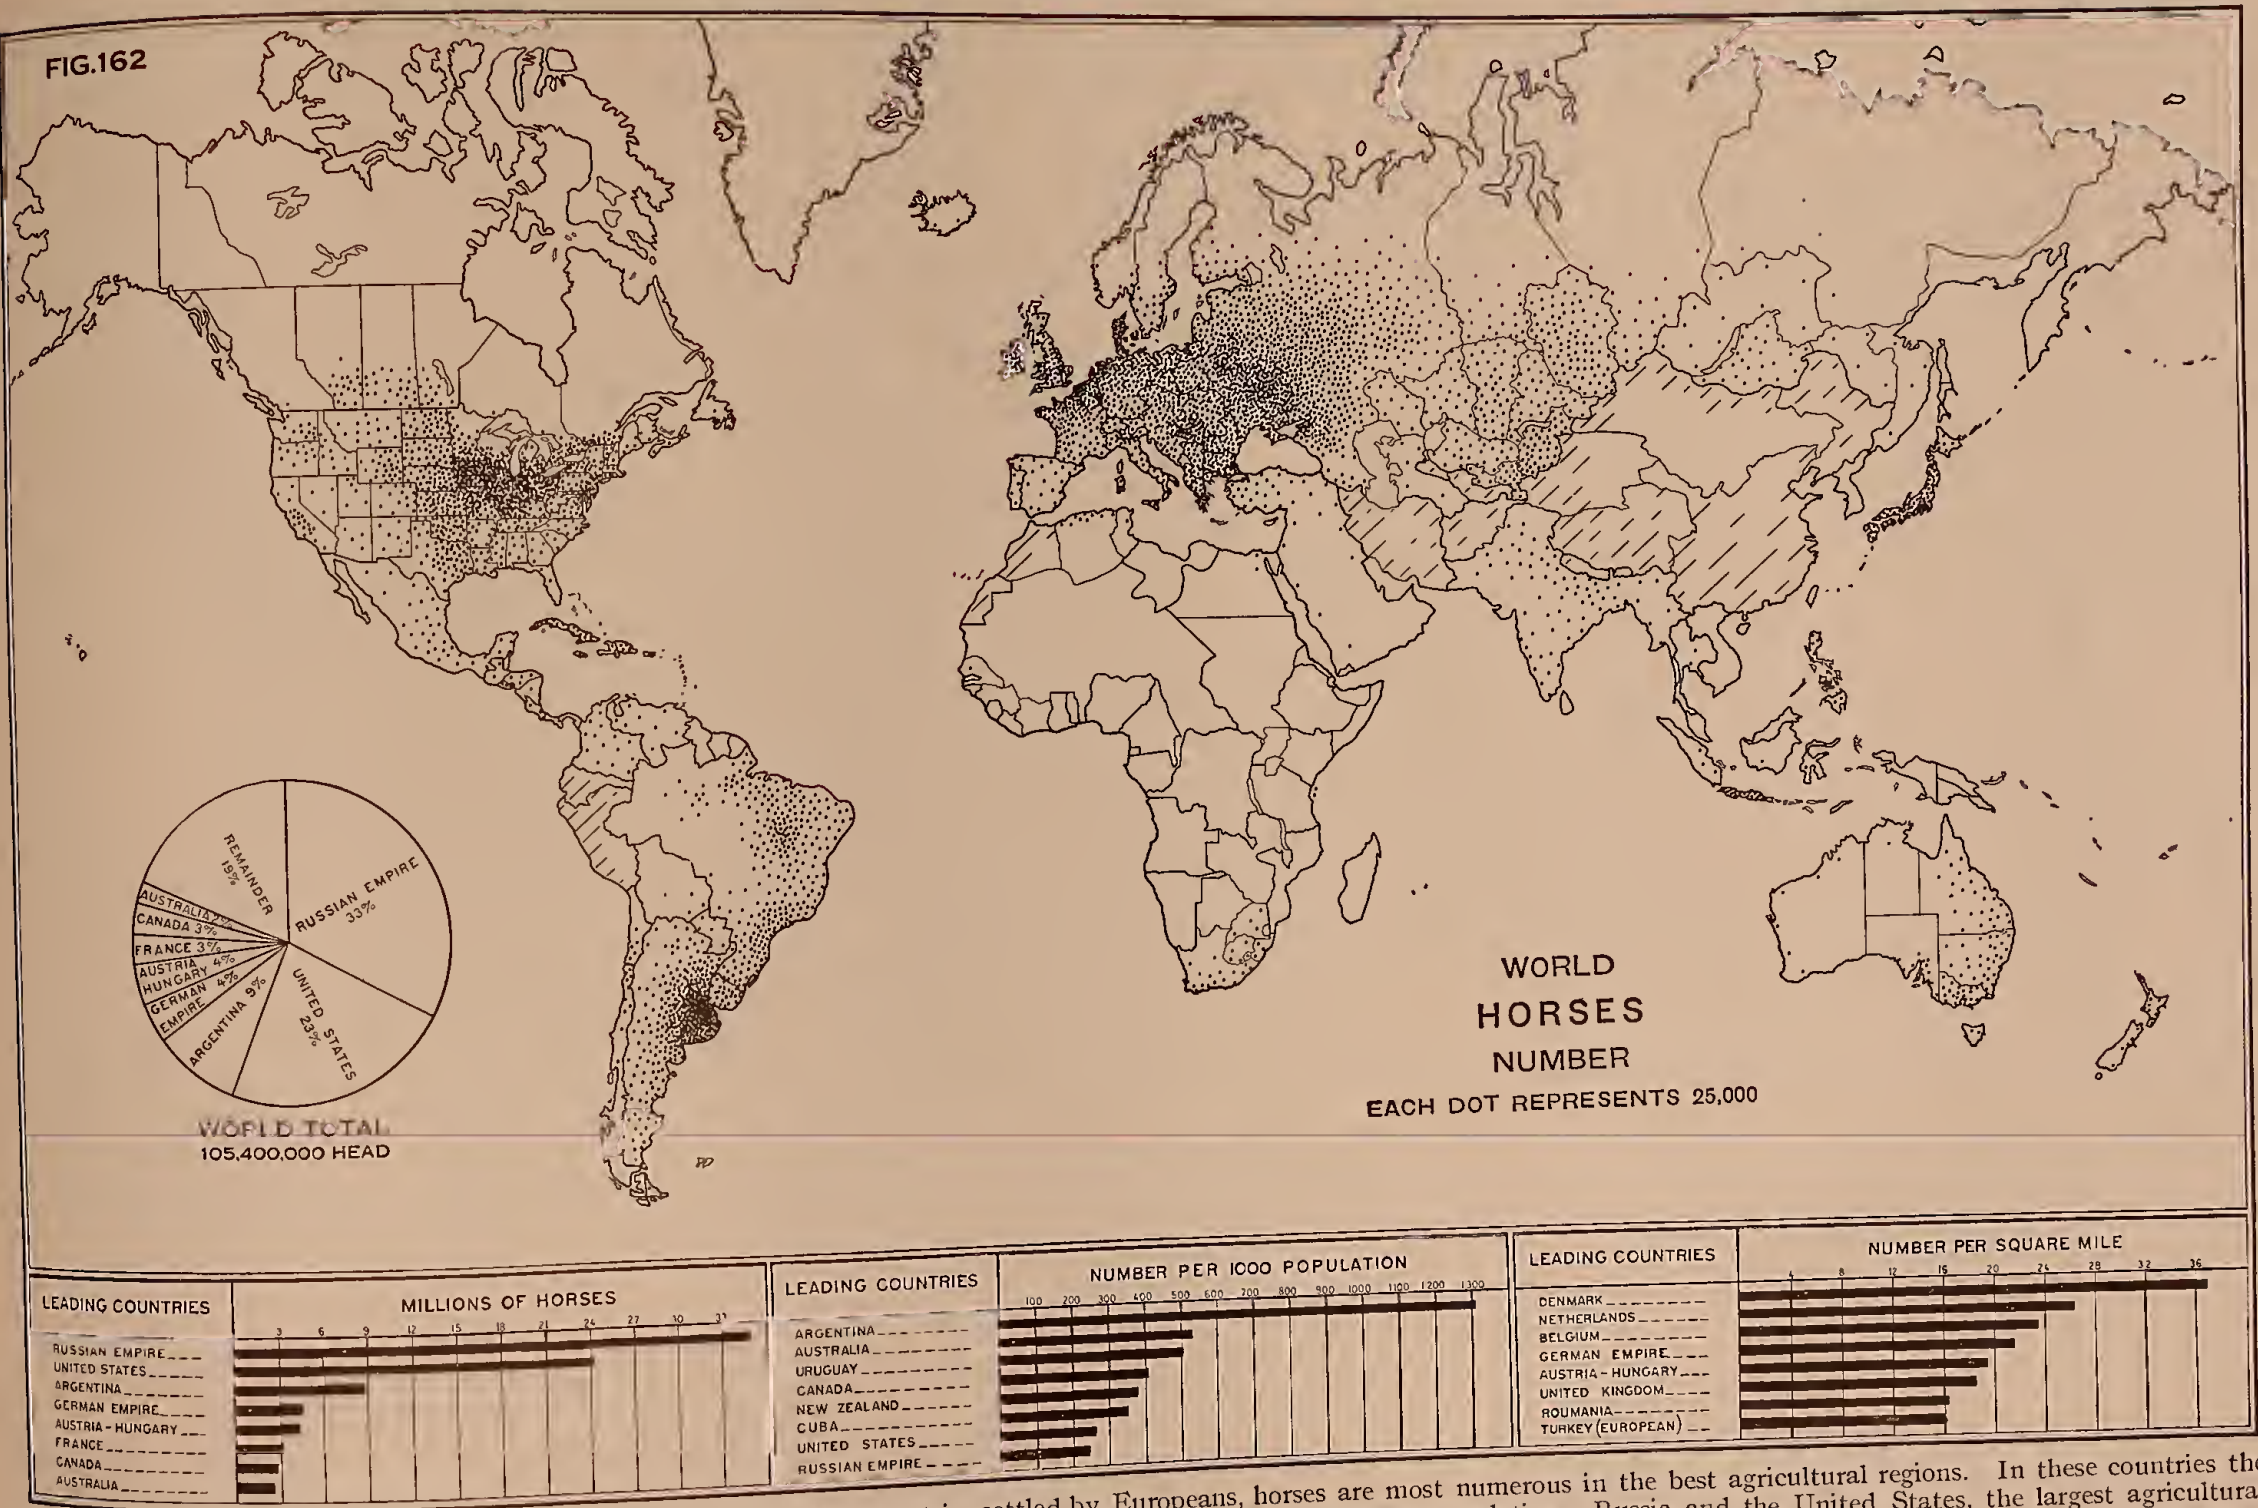 FIG.162
REMAINDER
19%
RUSSIAN EMPIRE
33%
AUSTRALIA 2%
CANADA 3%
FRANCE 3%
AUSTRIA 4%
HUNGARY
GERMAN 4%
EMPIRE
ARGENTINA 9%
UNITED STATES
23%
WORLD TOTAL
105,400,000 HEAD
WORLD
HORSES
NUMBER
EACH DOT REPRESENTS 25,000
LEADING COUNTRIES
MILLIONS OF HORSES
3 6 9 12 15 18 21 24 27 30
RUSSIAN EMPIRE
UNITED STATES
ARGENTINA
GERMAN EMPIRE
AUSTRIA-HUNGARY
FRANCE
CANADA
AUSTRALIA
LEADING COUNTRIES
NUMBER PER 1000 POPULATION
100 200 300 400 500 600 700 800 900 1000 1100 1200 1300
ARGENTINA
AUSTRALIA
URUGUAY
CANADA
NEW ZEALAND
CUBA
UNITED STATES
RUSSIAN EMPIRE
LEADING COUNTRIES
NUMBER PER SQUARE MILE
4 8 12 16 20 24 28 32 36
DENMARK
NETHERLANDS
BELGIUM
GERMAN EMPIRE
AUSTRIA-HUNGARY
UNITED KINGDOM
ROUMANIA
TURKEY (EUROPEAN)
settled by Europeans, horses are most numerous in the best agricultural regions. In these countries the
Russia and the United States, the largest agricultural